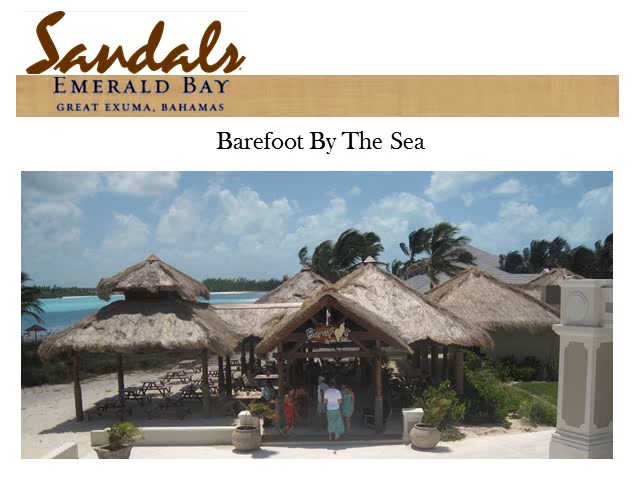 Sandals
EMERALD BAY
GREAT EXUMA, BAHAMAS
Barefoot By The Sea